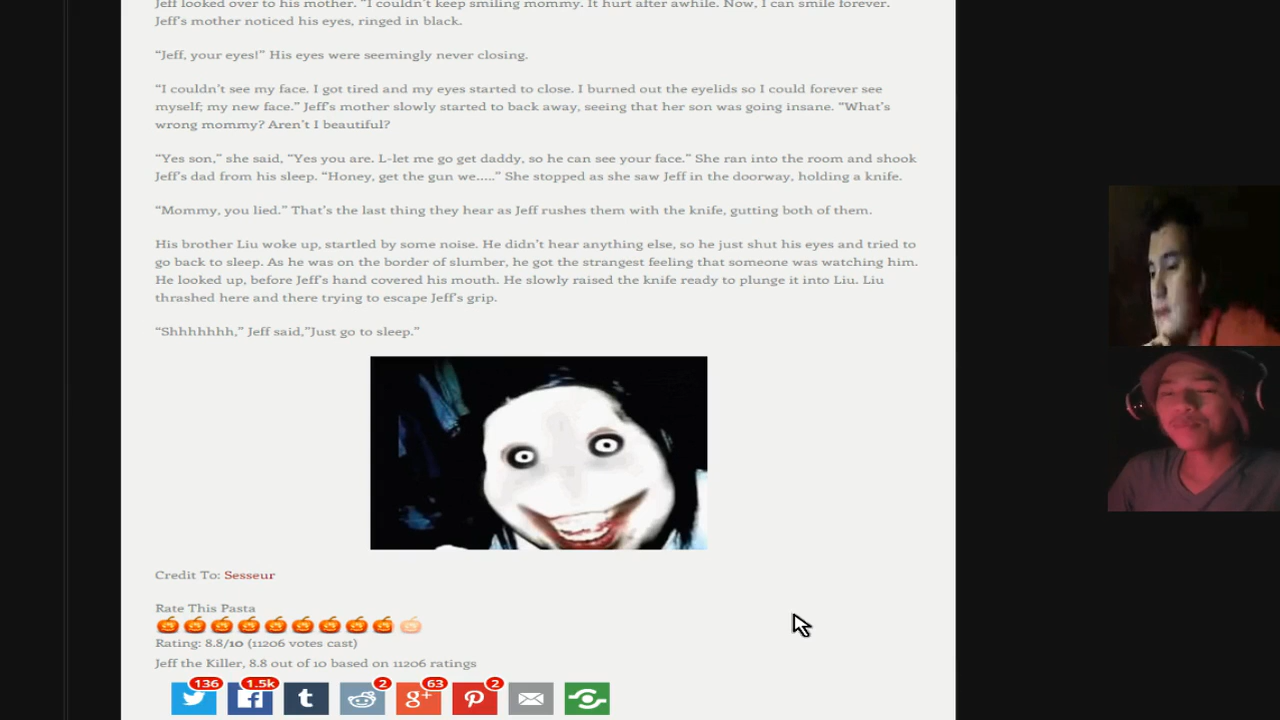 Jeff looked over to his mother. “I couldn’t keep smiling mommy. It hurt after awhile. Now, I can smile forever.
Jeff’s mother noticed his eyes, ringed in black.
“Jeff, your eyes!” His eyes were seemingly never closing.
“I couldn’t see my face. I got tired and my eyes started to close. I burned out the eyelids so I could forever see
myself; my new face.” Jeff’s mother slowly started to back away, seeing that her son was going insane. “What’s
wrong mommy? Aren’t I beautiful?
“Yes son,” she said, “Yes you are. L-let me go get daddy, so he can see your face.” She ran into the room and shook
Jeff’s dad from his sleep. “Honey, get the gun we…..” She stopped as she saw Jeff in the doorway, holding a knife.
“Mommy, you lied.” That’s the last thing they hear as Jeff rushes them with the knife, gutting both of them.
His brother Liu woke up, startled by some noise. He didn’t hear anything else, so he just shut his eyes and tried to
go back to sleep. As he was on the border of slumber, he got the strangest feeling that someone was watching him.
He looked up, before Jeff’s hand covered his mouth. He slowly raised the knife ready to plunge it into Liu. Liu
thrashed here and there trying to escape Jeff’s grip.
“Shhhhhhh,” Jeff said,”Just go to sleep.”
Credit To: Sesseur
Rate This Pasta
Rating: 8.8/10 (11206 votes cast)
Jeff the Killer, 8.8 out of 10 based on 11206 ratings
136 1.5k 2 63 2